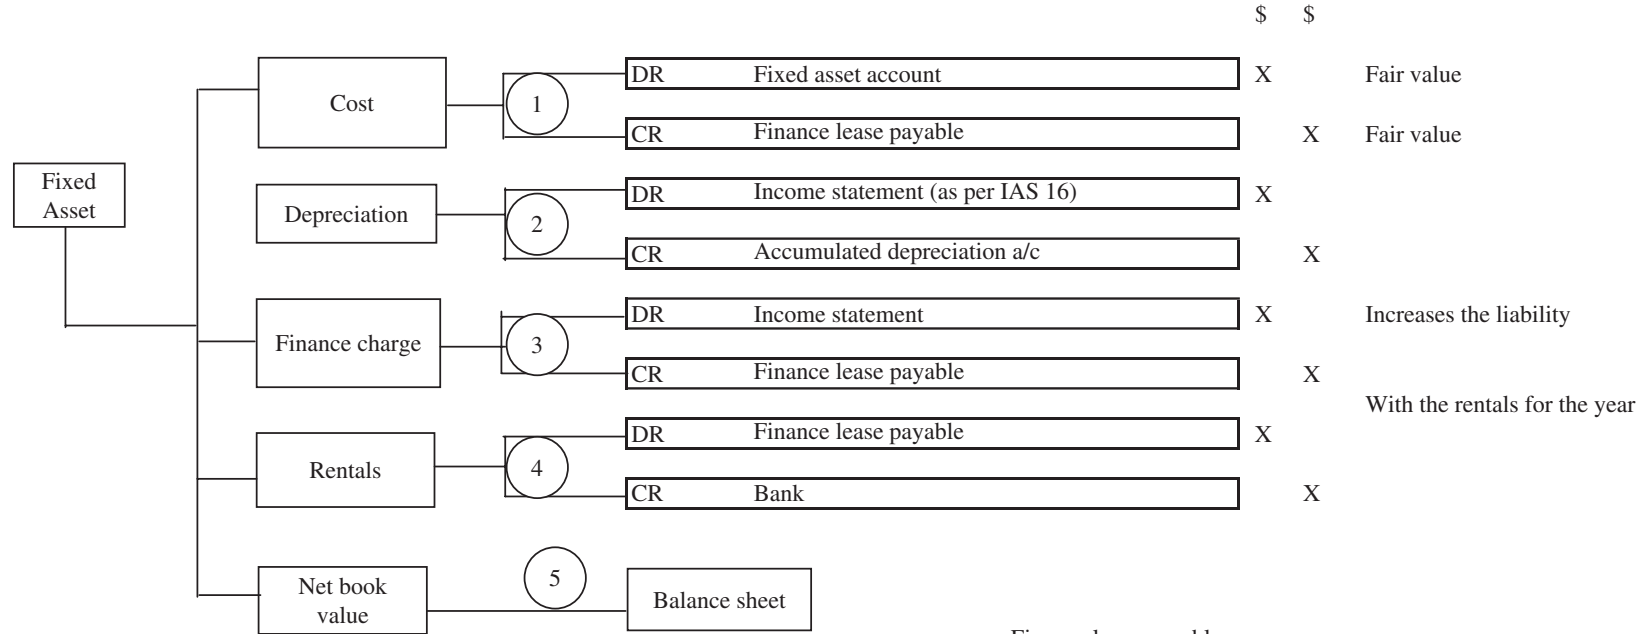 $ $
Cost
1
DR Fixed asset account X Fair value
CR Finance lease payable X Fair value
Fixed
Asset
Depreciation
2
DR Income statement (as per IAS 16) X
CR Accumulated depreciation a/c X
Finance charge
3
DR Income statement X Increases the liability
CR Finance lease payable X
With the rentals for the year
Rentals
4
DR Finance lease payable X
CR Bank X
Net book
value
5
Balance sheet